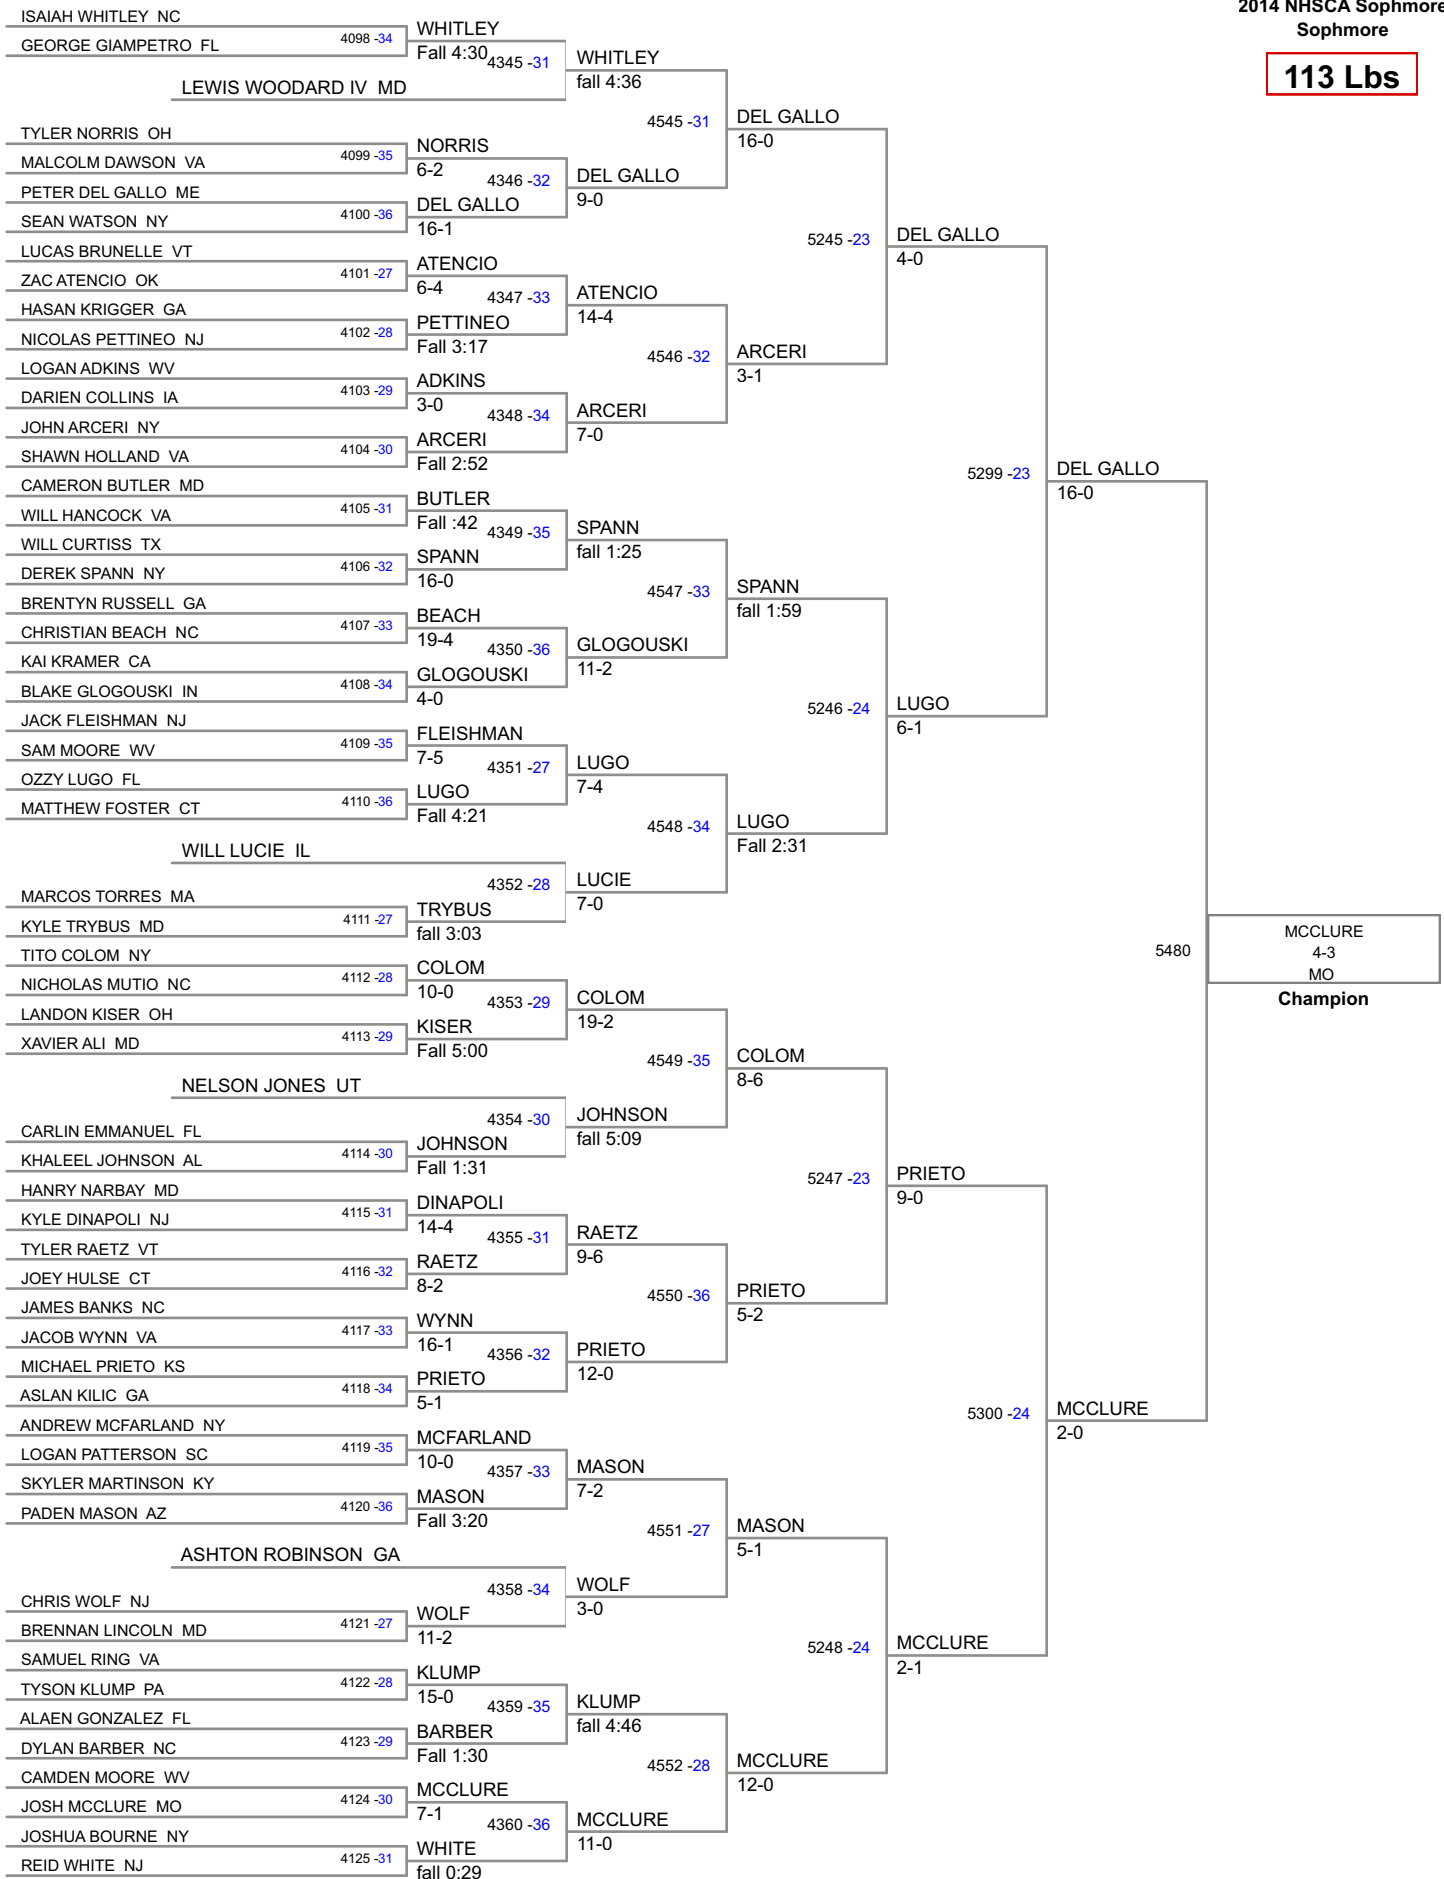 2014 NHSCA Sophmore
Sophmore
113 Lbs
ISAIAH WHITLEY NC
GEORGE GIAMPETRO FL
LEWIS WOODARD IV MD
TYLER NORRIS OH
MALCOLM DAWSON VA
PETER DEL GALLO ME
SEAN WATSON NY
LUCAS BRUNELLE VT
ZAC ATENCIO OK
HASAN KRIGGER GA
NICOLAS PETTINEO NJ
LOGAN ADKINS WV
DARIEN COLLINS IA
JOHN ARCERI NY
SHAWN HOLLAND VA
CAMERON BUTLER MD
WILL HANCOCK VA
WILL CURTISS TX
DEREK SPANN NY
BRENTYN RUSSELL GA
CHRISTIAN BEACH NC
KAI KRAMER CA
BLAKE GLOGOUSKI IN
JACK FLEISHMAN NJ
SAM MOORE WV
OZZY LUGO FL
MATTHEW FOSTER CT
WILL LUCIE IL
MARCOS TORRES MA
KYLE TRYBUS MD
TITO COLOM NY
NICHOLAS MUTIO NC
LANDON KISER OH
XAVIER ALI MD
NELSON JONES UT
CARLIN EMMANUEL FL
KHALEEL JOHNSON AL
HANRY NARBAY MD
KYLE DINAPOLI NJ
TYLER RAETZ VT
JOEY HULSE CT
JAMES BANKS NC
JACOB WYNN VA
MICHAEL PRIETO KS
ASLAN KILIC GA
ANDREW MCFARLAND NY
LOGAN PATTERSON SC
SKYLER MARTINSON KY
PADEN MASON AZ
ASHTON ROBINSON GA
CHRIS WOLF NJ
BRENNAN LINCOLN MD
SAMUEL RING VA
TYSON KLUMP PA
ALAEN GONZALEZ FL
DYLAN BARBER NC
CAMDEN MOORE WV
JOSH MCCLURE MO
JOSHUA BOURNE NY
REID WHITE NJ
4098 -34
WHITLEY
Fall 4:30
4099 -35
NORRIS
6-2
4100 -36
DEL GALLO
16-1
4101 -27
ATENCIO
6-4
4102 -28
PETTINEO
Fall 3:17
4103 -29
ADKINS
3-0
4104 -30
ARCERI
Fall 2:52
4105 -31
BUTLER
Fall :42
4106 -32
SPANN
16-0
4107 -33
BEACH
19-4
4108 -34
GLOGOUSKI
4-0
4109 -35
FLEISHMAN
7-5
4110 -36
LUGO
Fall 4:21
4111 -27
TRYBUS
fall 3:03
4112 -28
COLOM
10-0
4113 -29
KISER
Fall 5:00
4114 -30
JOHNSON
Fall 1:31
4115 -31
DINAPOLI
14-4
4116 -32
RAETZ
8-2
4117 -33
WYNN
16-1
4118 -34
PRIETO
5-1
4119 -35
MCFARLAND
10-0
4120 -36
MASON
Fall 3:20
4121 -27
WOLF
11-2
4122 -28
KLUMP
15-0
4123 -29
BARBER
Fall 1:30
4124 -30
MCCLURE
7-1
4125 -31
WHITE
fall 0:29
4345 -31
WHITLEY
fall 4:36
4346 -32
DEL GALLO
9-0
4347 -33
ATENCIO
14-4
4348 -34
ARCERI
7-0
4349 -35
SPANN
fall 1:25
4350 -36
GLOGOUSKI
11-2
4351 -27
LUGO
7-4
4352 -28
LUCIE
7-0
4353 -29
COLOM
19-2
4354 -30
JOHNSON
fall 5:09
4355 -31
RAETZ
9-6
4356 -32
PRIETO
12-0
4357 -33
MASON
7-2
4358 -34
WOLF
3-0
4359 -35
KLUMP
fall 4:46
4360 -36
MCCLURE
11-0
4545 -31
DEL GALLO
16-0
4546 -32
ARCERI
3-1
4547 -33
SPANN
fall 1:59
4548 -34
LUGO
Fall 2:31
4549 -35
COLOM
8-6
4550 -36
PRIETO
5-2
4551 -27
MASON
5-1
4552 -28
MCCLURE
12-0
5245 -23
DEL GALLO
4-0
5246 -24
LUGO
6-1
5247 -23
PRIETO
9-0
5248 -24
MCCLURE
2-1
5299 -23
DEL GALLO
16-0
5300 -24
MCCLURE
2-0
5480
MCCLURE
4-3
MO
Champion